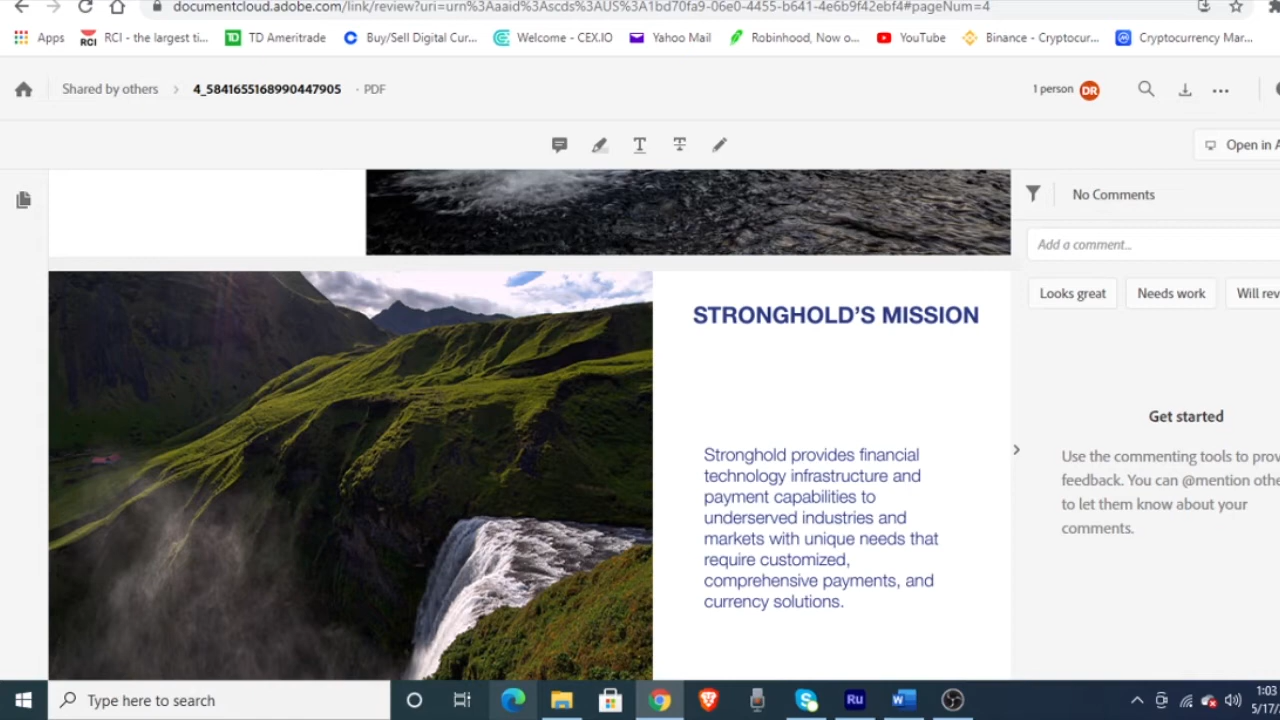 documentcloud.adobe.com/link/review?uri=urn%3Aaaid%3Ascds%3AUS%3A1bd70fa9-06e0-4455-b641-4e6b9f42ebf4#pageNum=4
Apps RCI RCI - the largest ti... TD TD Ameritrade Buy/Sell Digital Cur... Welcome - CEX.IO Yahoo Mail Robinhood, Now o... YouTube Binance - Cryptocur... Cryptocurrency Mar...
Shared by others > 4_5841655168990447905 · PDF 1 person DR
Open in A
No Comments
Add a comment...
Looks great Needs work Will rev
STRONGHOLD'S MISSION
Stronghold provides financial
technology infrastructure and
payment capabilities to
underserved industries and
markets with unique needs that
require customized,
comprehensive payments, and
currency solutions.
Get started
Use the commenting tools to prov
feedback. You can @mention othe
to let them know about your
comments.
Type here to search
Ru
1:03
5/17/